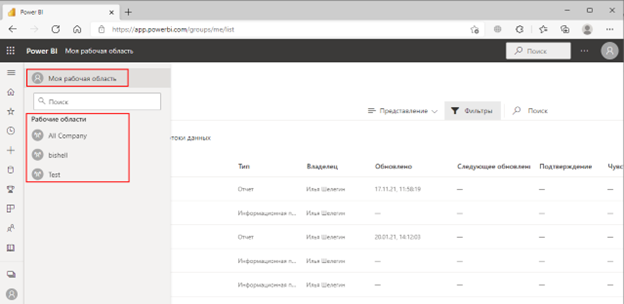 Power BI
https://app.powerbi.com/groups/me/list
Power BI Моя рабочая область Поиск
Моя рабочая область
Поиск
Представление Фильтры Поиск
Рабочие области
All Company
отоки данных
bishell
Test
Тип Владелец Обновлено Следующее обновлено Подтверждение Чувс
Отчет Илья Шелегин 17.11.21, 11:58:19 — — —
Информационная п... Илья Шелегин — — — —
Отчет Илья Шелегин 20.01.21, 14:12:03 — — —
Информационная п... Илья Шелегин — — — —
Информационная п... Илья Шелегин — — — —